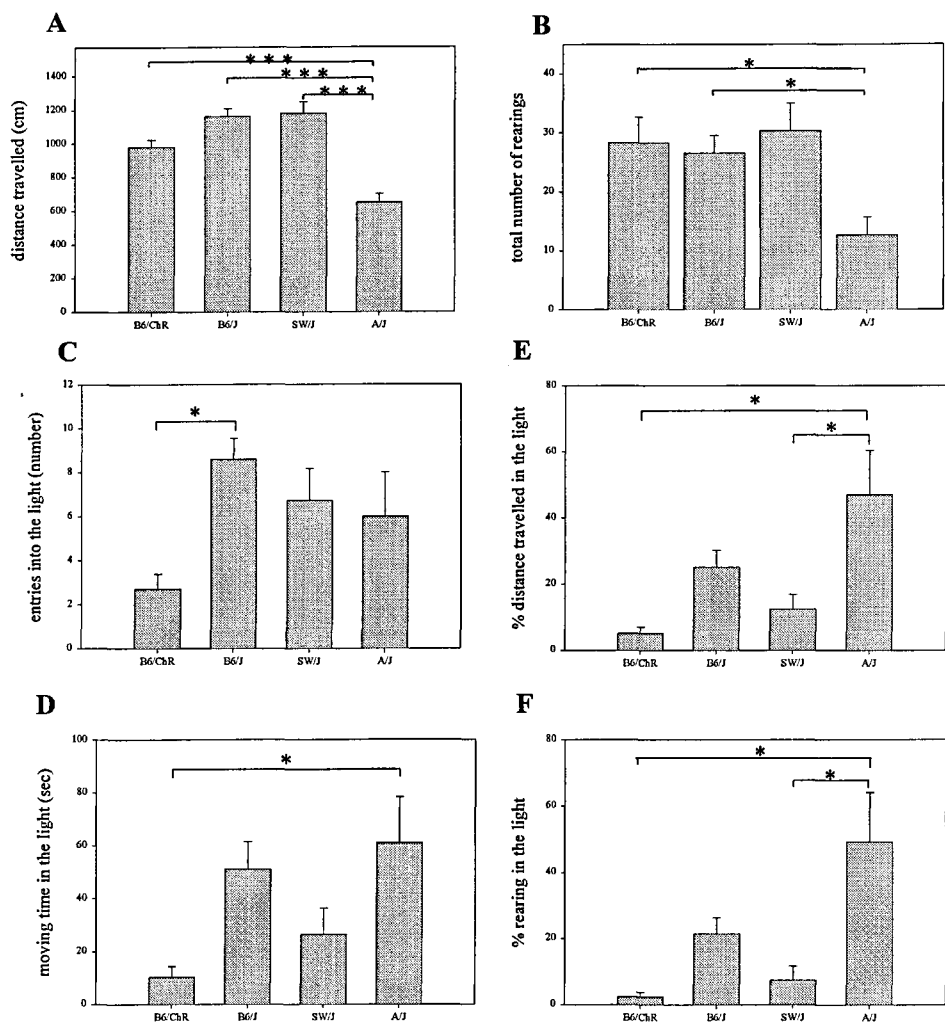 A
distance travelled (cm)
1400
1200
1000
800
600
400
200
0
* * *
* * *
* * *
B6/ChR B6/J SW/J A/J
B
total number of rearings
40
30
20
10
0
*
*
B6/ChR B6/J SW/J A/J
C
entries into the light (number)
12
10
8
6
4
2
0
*
B6/ChR B6/J SW/J A/J
E
% distance travelled in the light
80
60
40
20
0
*
*
B6/ChR B6/J SW/J A/J
D
moving time in the light (sec)
100
80
60
40
20
0
*
B6/ChR B6/J SW/J A/J
F
% rearing in the light
80
60
40
20
0
*
*
B6/ChR B6/J SW/J A/J